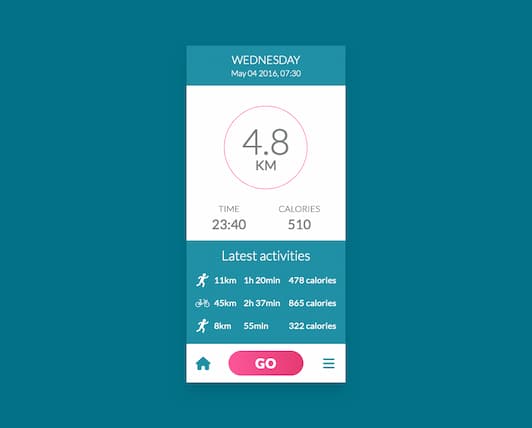 WEDNESDAY
May 04 2016, 07:30
4.8
KM
TIME CALORIES
23:40 510
Latest activities
11km 1h 20min 478 calories
45km 2h 37min 865 calories
8km 55min 322 calories
GO